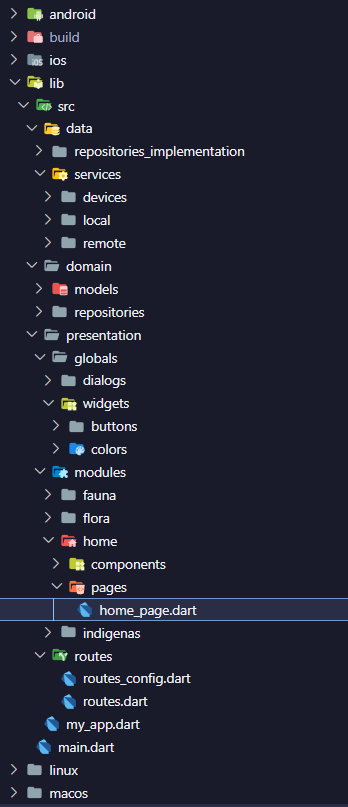 android
build
ios
lib
src
data
repositories_implementation
services
devices
local
remote
domain
models
repositories
presentation
globals
dialogs
widgets
buttons
colors
modules
fauna
flora
home
components
pages
home_page.dart
indigenas
routes
routes_config.dart
routes.dart
my_app.dart
main.dart
linux
macos